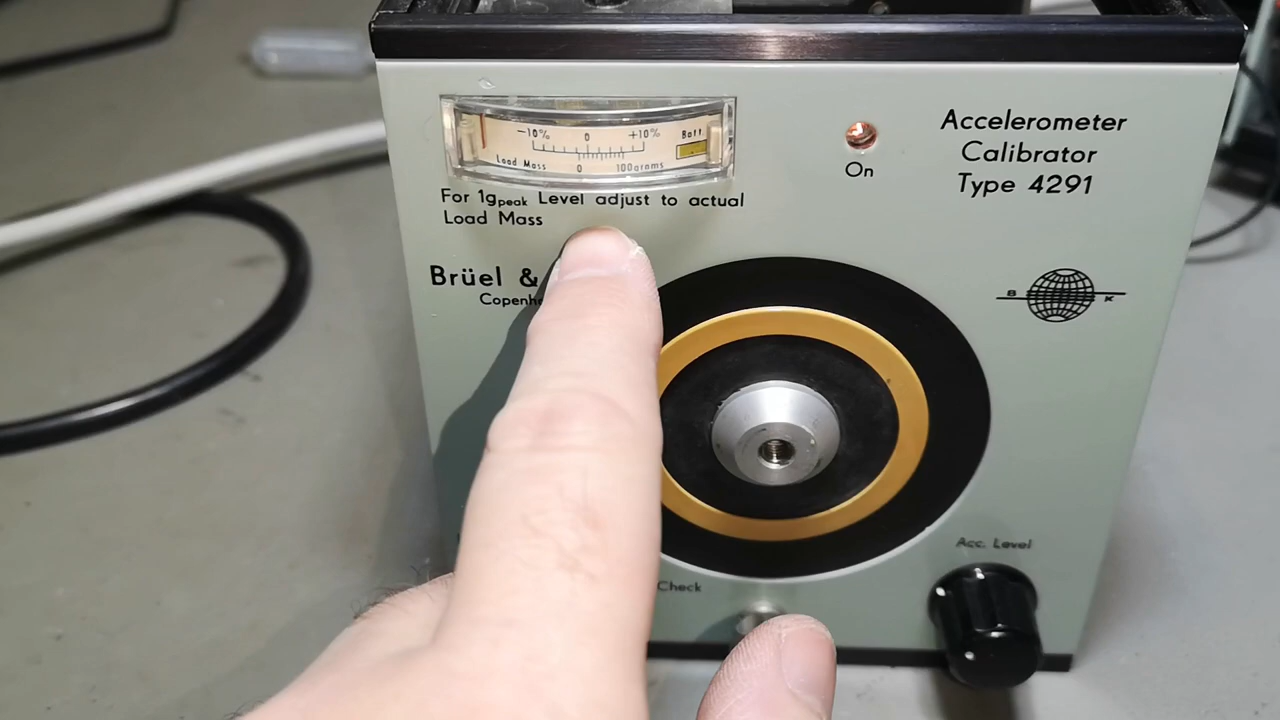 -10% 0 +10% Batt
Load Mass 0 100grams
For 1gpeak Level adjust to actual
Load Mass
On
Accelerometer
Calibrator
Type 4291
Brüel &
B K
Acc. Level
Check